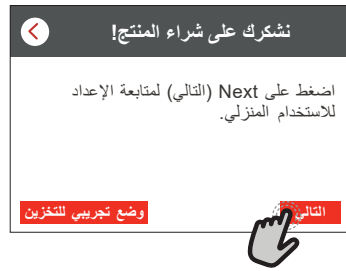 نشكرك على شراء المنتج!
اضغط على Next (التالي) لمتابعة الإعداد
للاستخدام المنزلي.
التالي
وضع تجريبي للتخزين